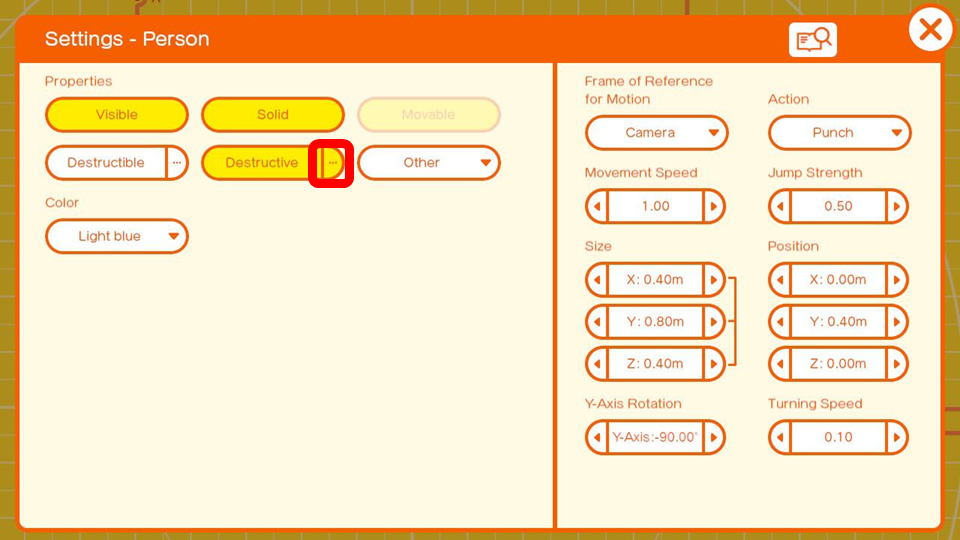 Settings - Person
Properties
Visible
Solid
Movable
Destructible
...
Destructive
...
Other
Color
Light blue
Frame of Reference
for Motion
Camera
Action
Punch
Movement Speed
1.00
Jump Strength
0.50
Size
X: 0.40m
Y: 0.80m
Z: 0.40m
Position
X: 0.00m
Y: 0.40m
Z: 0.00m
Y-Axis Rotation
Y-Axis:-90.00°
Turning Speed
0.10